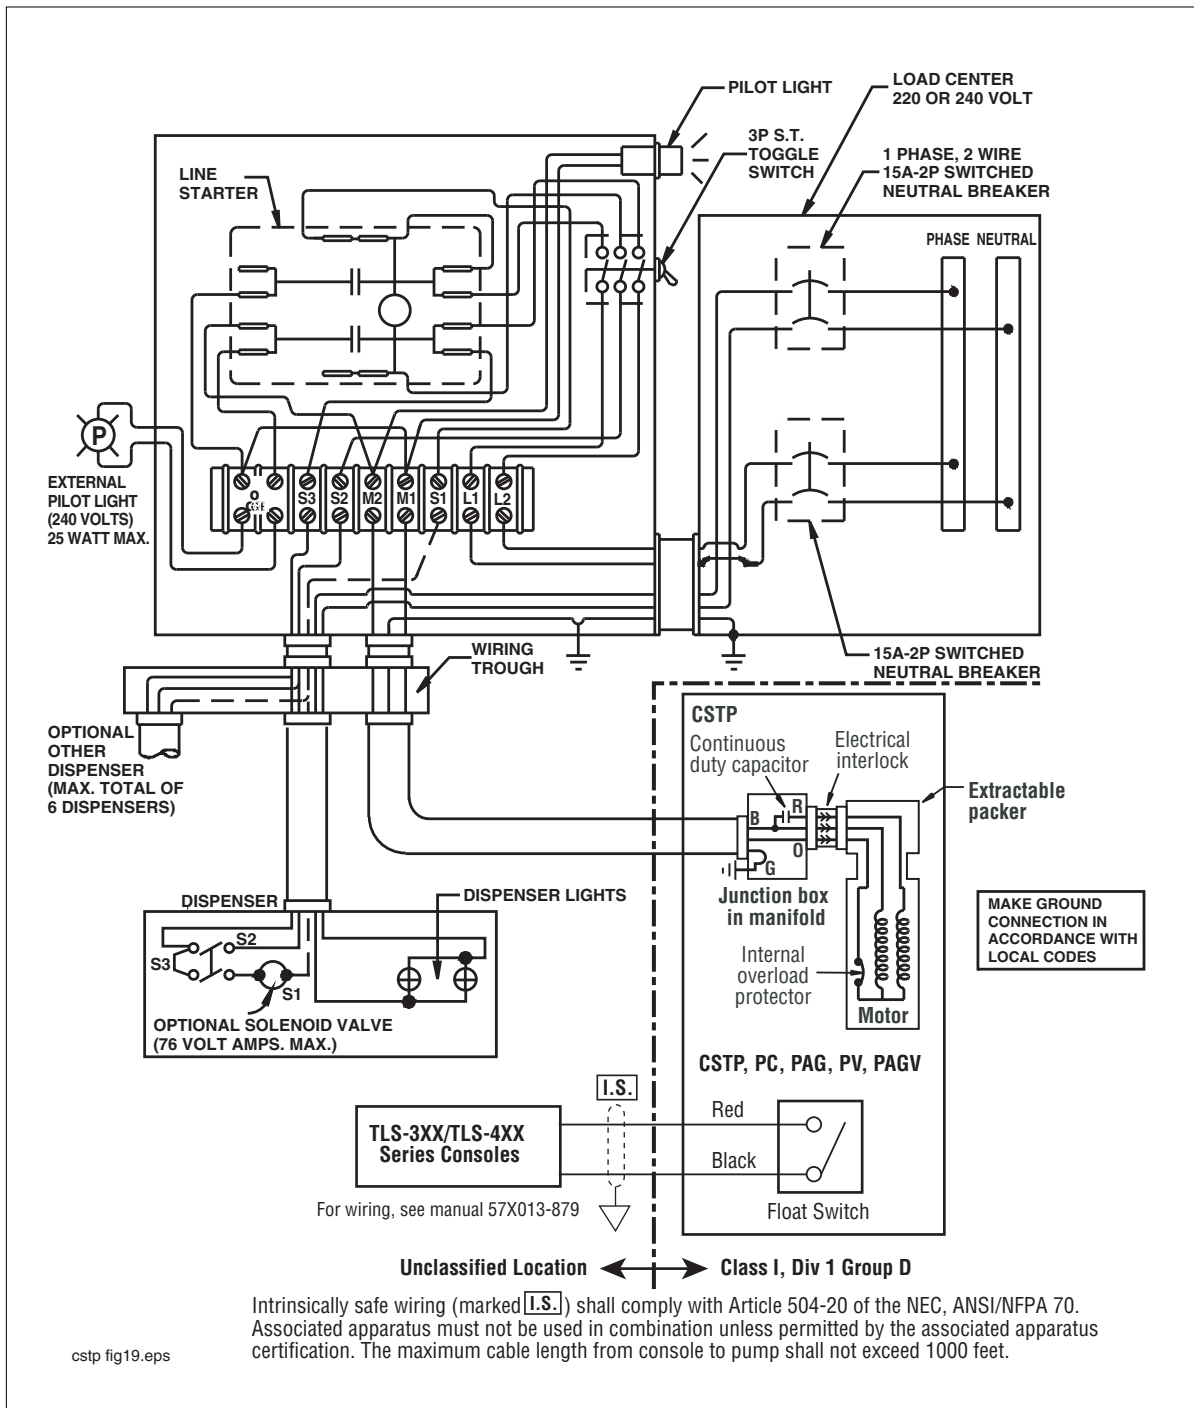 PILOT LIGHT
LOAD CENTER
220 OR 240 VOLT
3P S.T.
TOGGLE
SWITCH
1 PHASE, 2 WIRE
15A-2P SWITCHED
NEUTRAL BREAKER
LINE
STARTER
PHASE NEUTRAL
P
EXTERNAL
PILOT LIGHT
(240 VOLTS)
25 WATT MAX.
S3 S2 M2 M1 S1 L1 L2
WIRING
TROUGH
15A-2P SWITCHED
NEUTRAL BREAKER
OPTIONAL
OTHER
DISPENSER
(MAX. TOTAL OF
6 DISPENSERS)
CSTP
Continuous
duty capacitor
Electrical
interlock
Extractable
packer
B
R
O
G
Junction box
in manifold
Internal
overload
protector
Motor
MAKE GROUND
CONNECTION IN
ACCORDANCE WITH
LOCAL CODES
DISPENSER
DISPENSER LIGHTS
S2
S3
S1
OPTIONAL SOLENOID VALVE
(76 VOLT AMPS. MAX.)
CSTP, PC, PAG, PV, PAGV
I.S.
TLS-3XX/TLS-4XX
Series Consoles
Red
Black
Float Switch
For wiring, see manual 57X013-879
Unclassified Location
Class I, Div 1 Group D
Intrinsically safe wiring (marked I.S. ) shall comply with Article 504-20 of the NEC, ANSI/NFPA 70.
Associated apparatus must not be used in combination unless permitted by the associated apparatus
certification. The maximum cable length from console to pump shall not exceed 1000 feet.
cstp fig19.eps